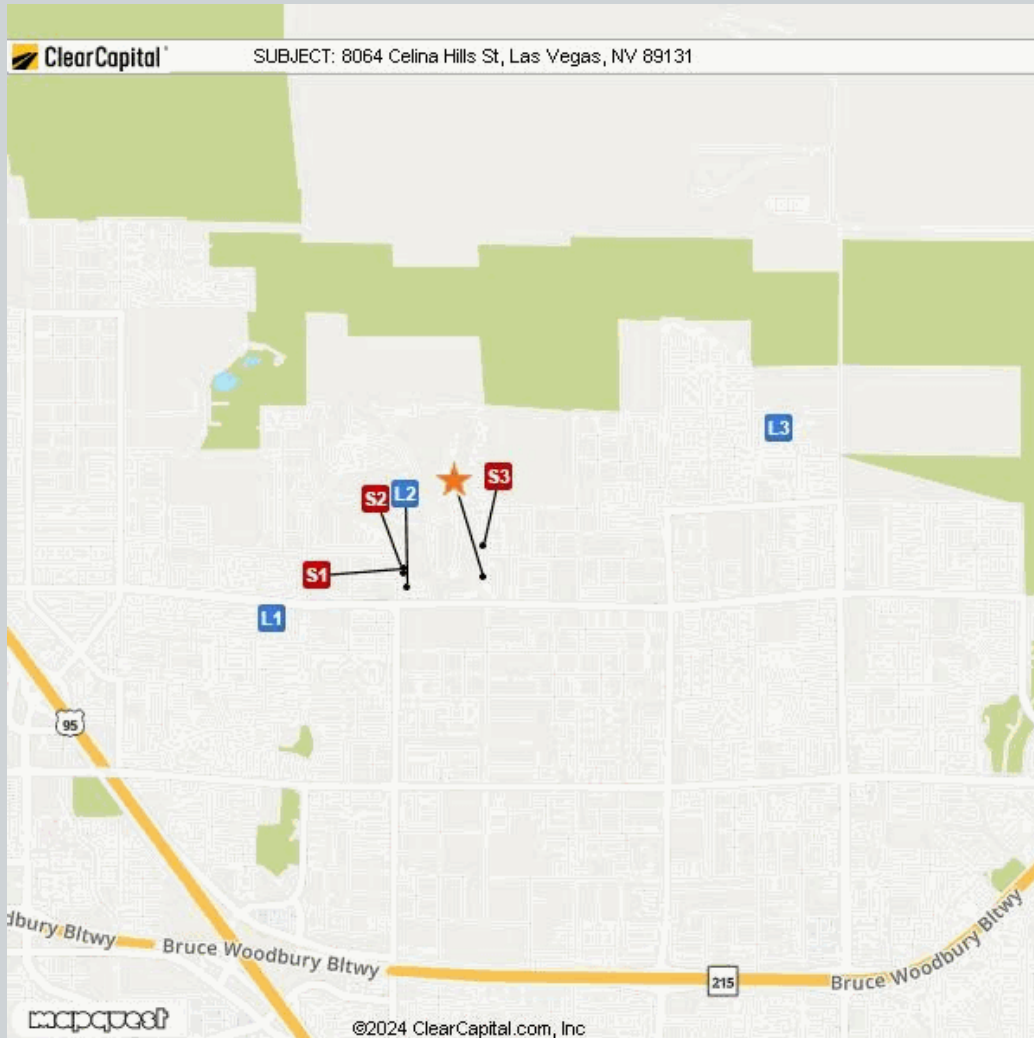 ClearCapital
SUBJECT: 8064 Celina Hills St, Las Vegas, NV 89131
L3
S3
S2
L2
S1
L1
95
dbury Bltwy
Bruce Woodbury Bltwy
215
Bruce Woodbury Bltwy
mapquest
©2024 ClearCapital.com, Inc